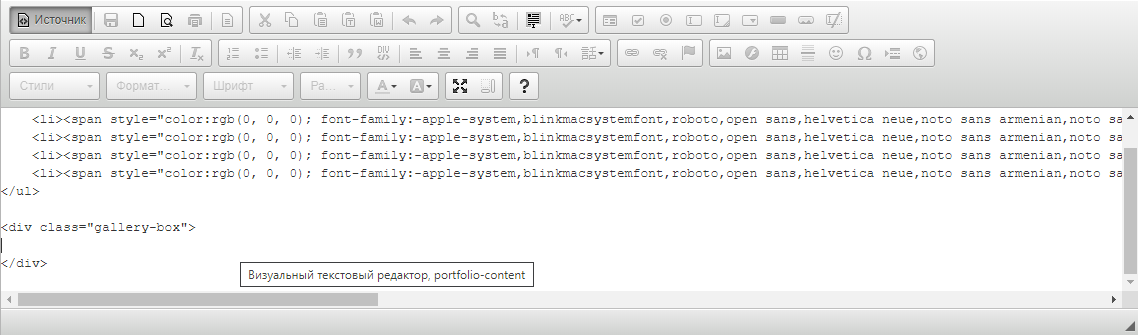 Источник
ABC
B I U S x₂ x² Tx
DIV
Стили Формат... Шрифт Ра... A A ?
<li><span style="color:rgb(0, 0, 0); font-family:-apple-system,blinkmacsystemfont,roboto,open sans,helvetica neue,noto sans armenian,noto sa
<li><span style="color:rgb(0, 0, 0); font-family:-apple-system,blinkmacsystemfont,roboto,open sans,helvetica neue,noto sans armenian,noto sa
<li><span style="color:rgb(0, 0, 0); font-family:-apple-system,blinkmacsystemfont,roboto,open sans,helvetica neue,noto sans armenian,noto sa
<li><span style="color:rgb(0, 0, 0); font-family:-apple-system,blinkmacsystemfont,roboto,open sans,helvetica neue,noto sans armenian,noto sa
</ul>
<div class="gallery-box">
</div>
Визуальный текстовый редактор, portfolio-content